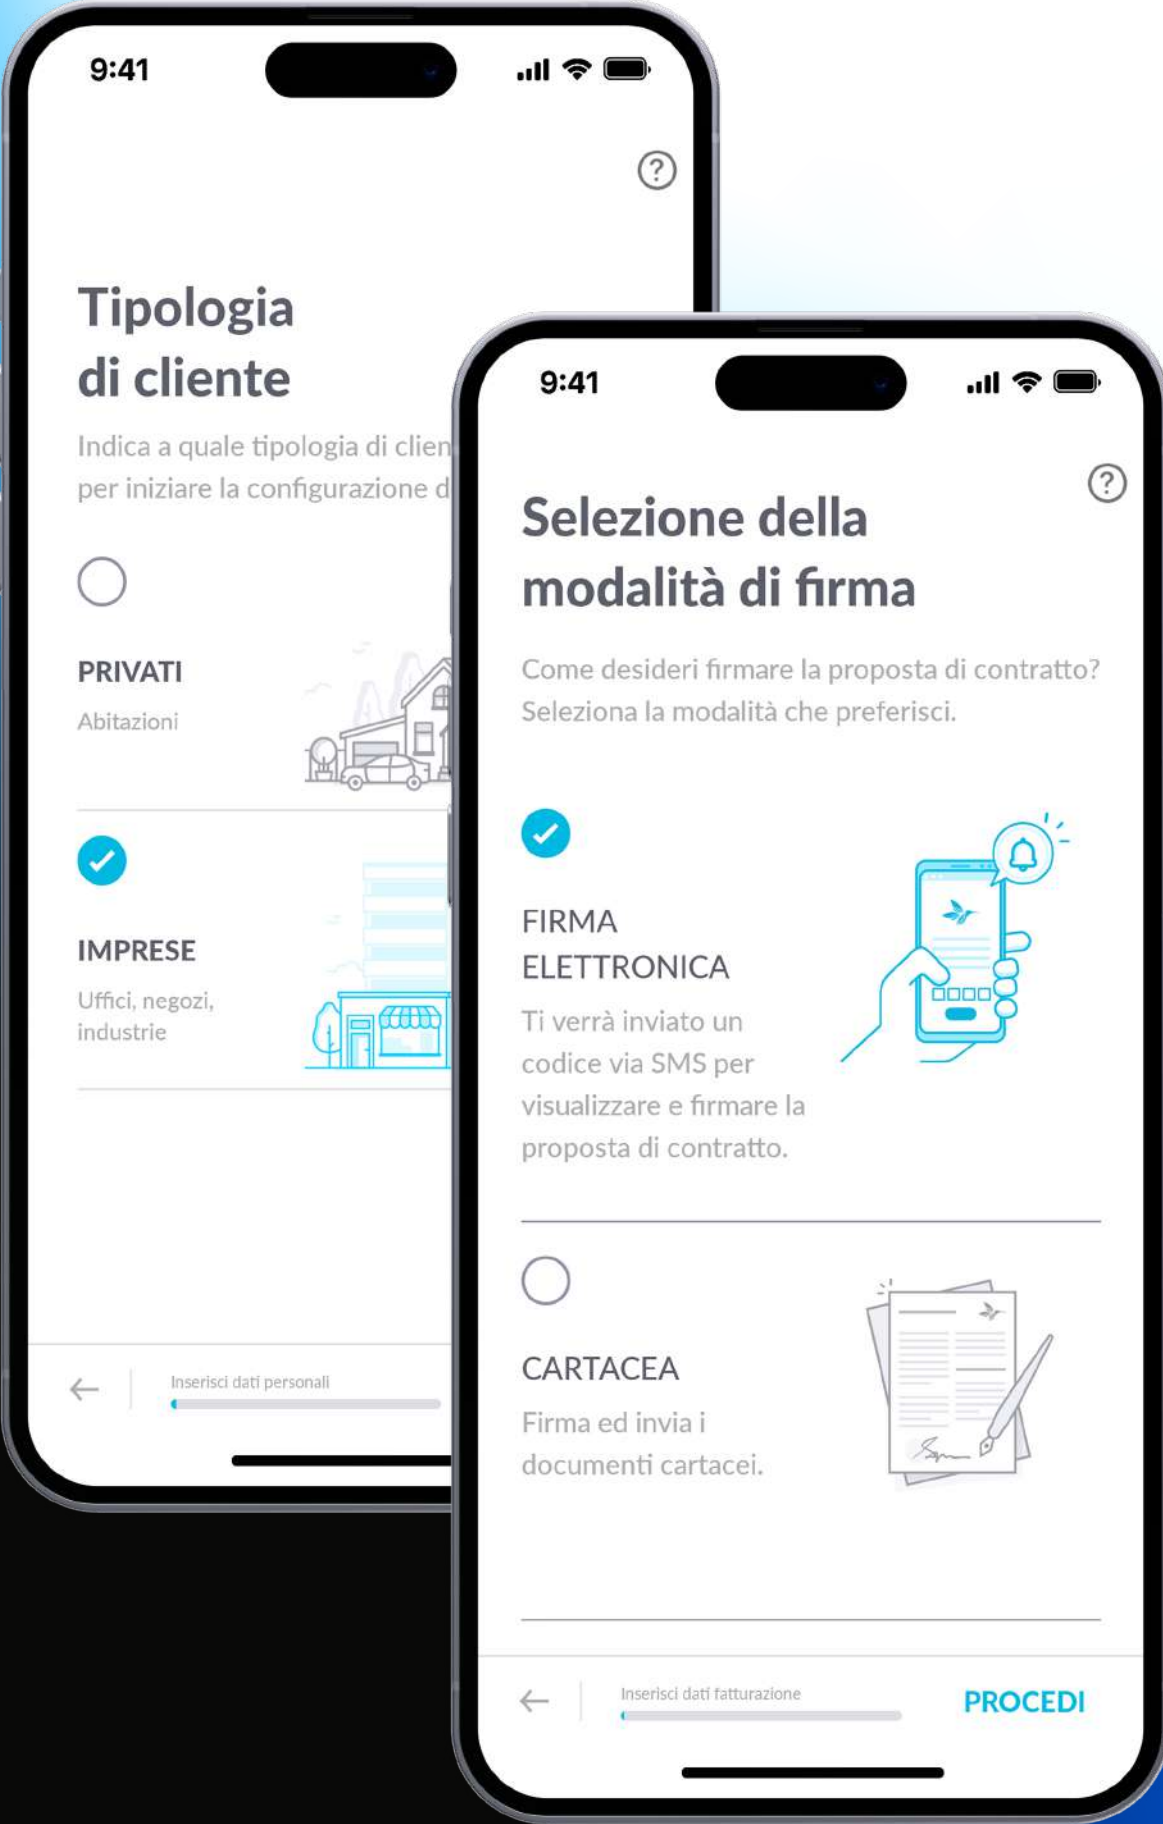 9:41
Tipologia
di cliente
Indica a quale tipologia di clien
per iniziare la configurazione d
PRIVATI
Abitazioni
IMPRESE
Uffici, negozi,
industrie
Inserisci dati personali
9:41
Selezione della
modalità di firma
Come desideri firmare la proposta di contratto?
Seleziona la modalità che preferisci.
FIRMA
ELETTRONICA
Ti verrà inviato un
codice via SMS per
visualizzare e firmare la
proposta di contratto.
CARTACEA
Firma ed invia i
documenti cartacei.
Inserisci dati fatturazione
PROCEDI